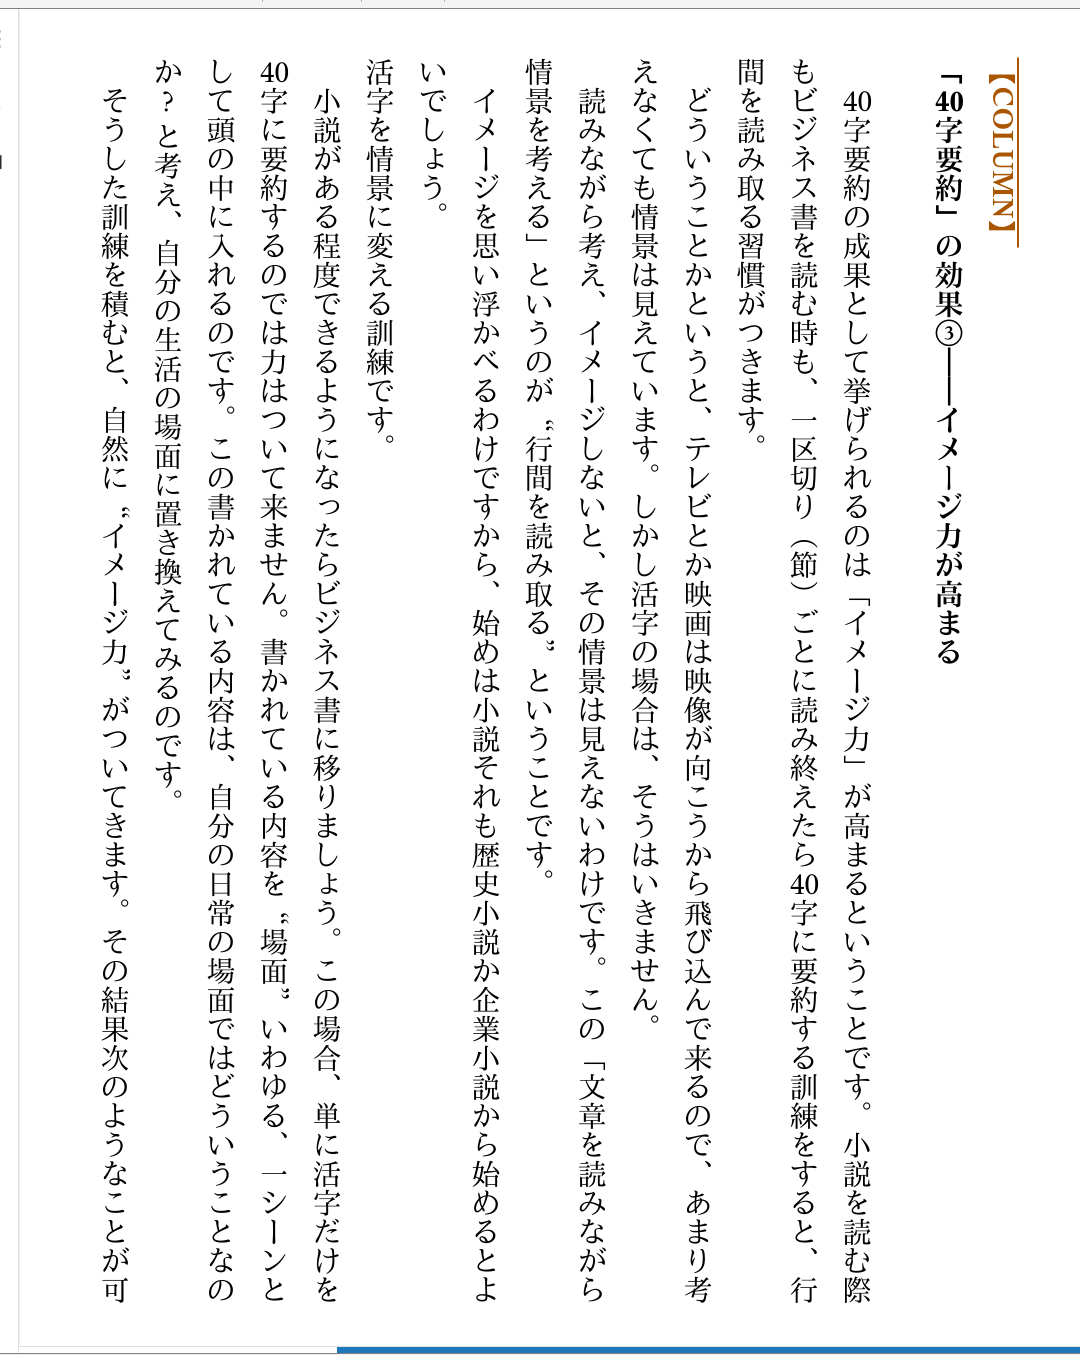 【COLUMN】
「40字要約」の効果③──イメージ力が高まる
40字要約の成果として挙げられるのは「イメージ力」が高まるということです。小説を読む際
もビジネス書を読む時も、一区切り（節）ごとに読み終えたら40字に要約する訓練をすると、行
間を読み取る習慣がつきます。
どういうことかというと、テレビとか映画は映像が向こうから飛び込んで来るので、あまり考
えなくても情景は見えています。しかし活字の場合は、そうはいきません。
読みながら考え、イメージしないと、その情景は見えないわけです。この「文章を読みながら
情景を考える」というのが〝行間を読み取る〟ということです。
イメージを思い浮かべるわけですから、始めは小説それも歴史小説か企業小説から始めるとよ
いでしょう。
活字を情景に変える訓練です。
小説がある程度できるようになったらビジネス書に移りましょう。この場合、単に活字だけを
40字に要約するのでは力はついて来ません。書かれている内容を〝場面〟いわゆる、一シーンと
して頭の中に入れるのです。この書かれている内容は、自分の日常の場面ではどういうことなの
か？と考え、自分の生活の場面に置き換えてみるのです。
そうした訓練を積むと、自然に〝イメージ力〟がついてきます。その結果次のようなことが可